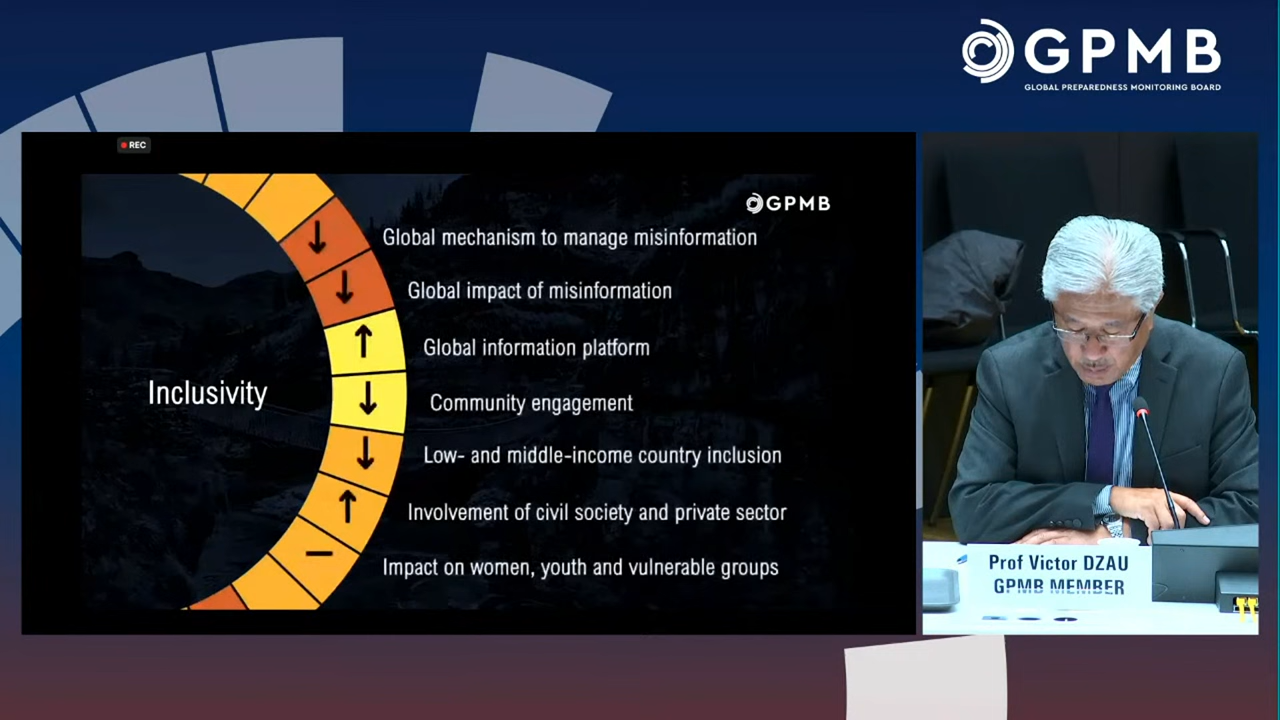 GPMB
GLOBAL PREPAREDNESS MONITORING BOARD
REC
GPMB
Global mechanism to manage misinformation
Global impact of misinformation
Global information platform
Inclusivity
Community engagement
Low- and middle-income country inclusion
Involvement of civil society and private sector
Impact on women, youth and vulnerable groups
Prof Victor DZAU
GPMB MEMBER